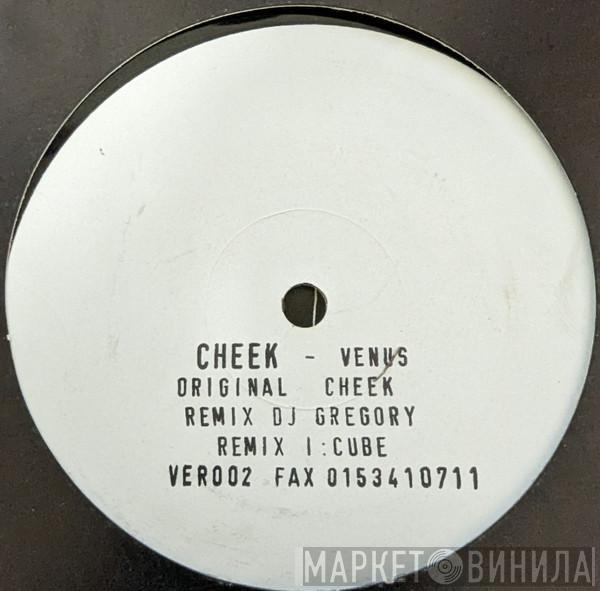 CHEEK - VENUS
ORIGINAL CHEEK
REMIX DJ GREGORY
REMIX I:CUBE
VER002 FAX 0153410711
МАРКЕТ ВИНИЛА